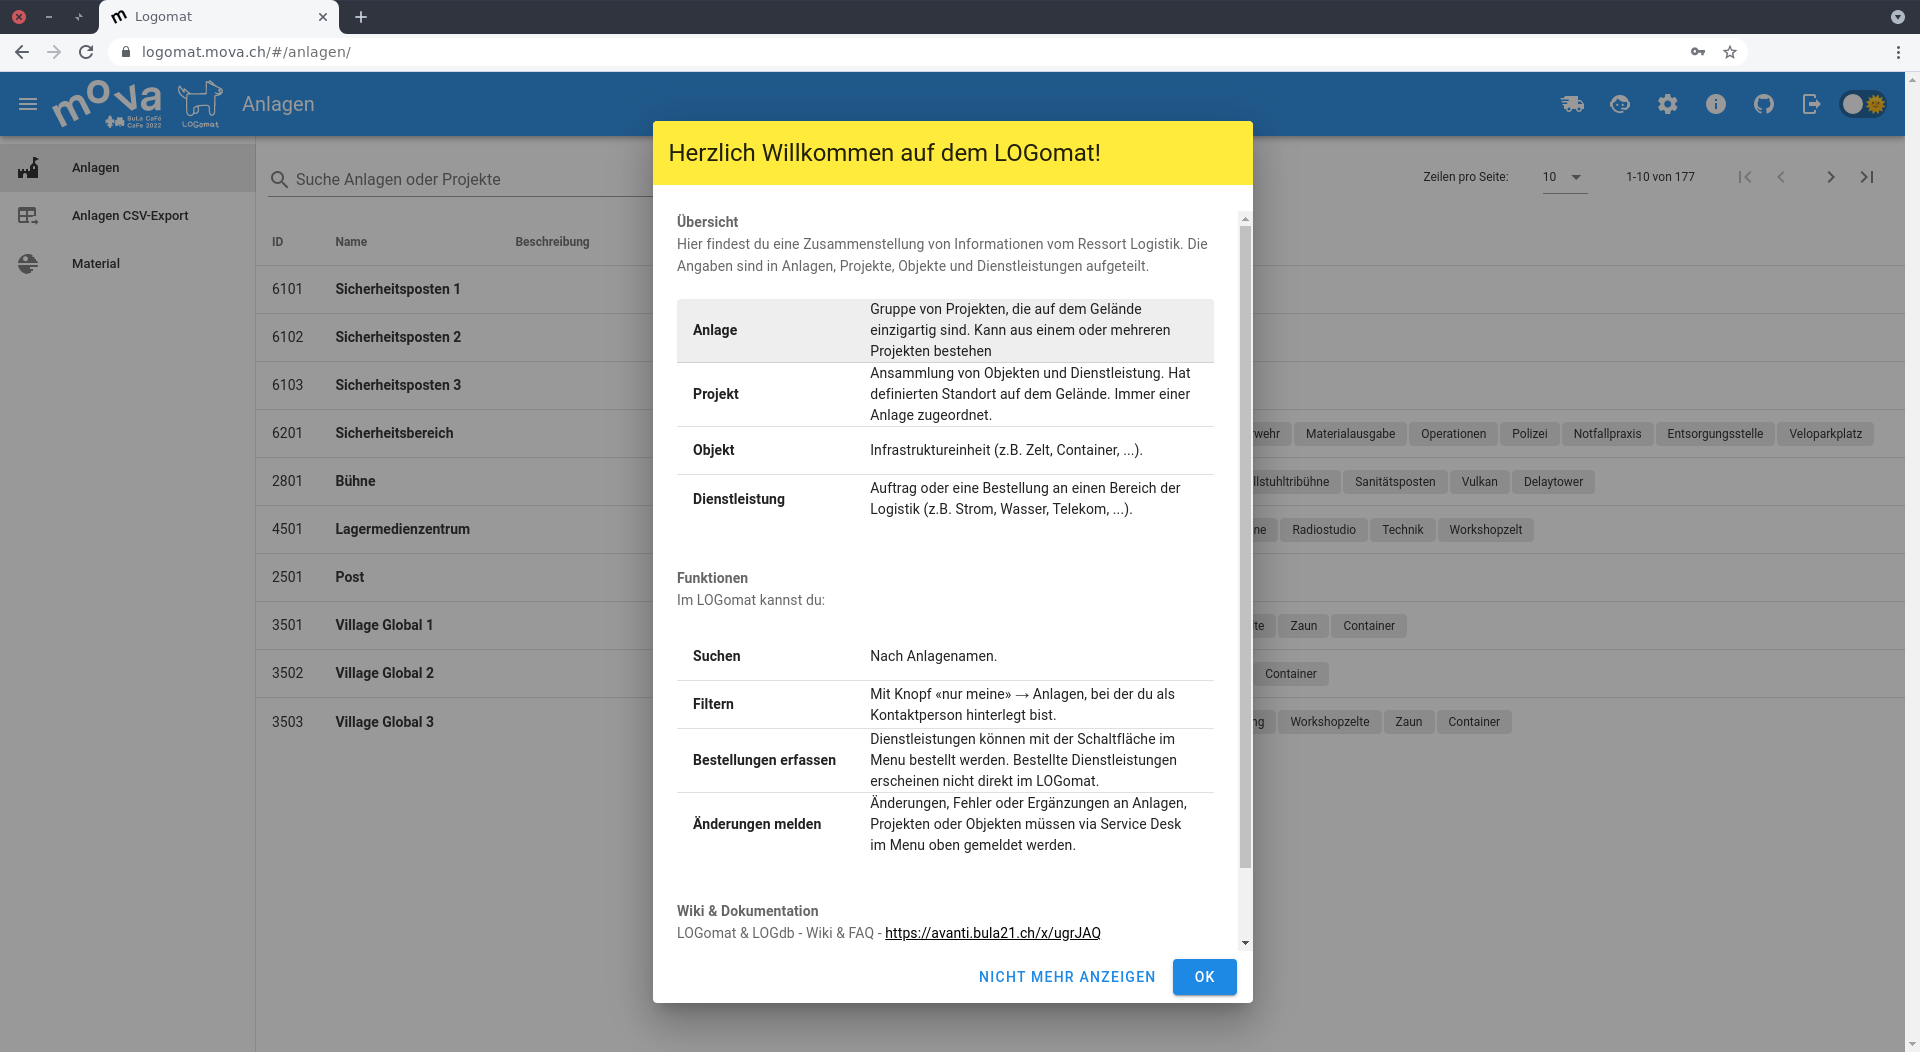 Logomat
logomat.mova.ch/#/anlagen/
mova
BuLa CaFé
CaFe 2022
LOGomat
Anlagen
Anlagen
Anlagen CSV-Export
Material
Suche Anlagen oder Projekte
Zeilen pro Seite: 10 1-10 von 177
ID Name Beschreibung
6101 Sicherheitsposten 1
6102 Sicherheitsposten 2
6103 Sicherheitsposten 3
6201 Sicherheitsbereich wehr Materialausgabe Operationen Polizei Notfallpraxis Entsorgungsstelle Veloparkplatz
2801 Bühne llstuhltribühne Sanitätsposten Vulkan Delaytower
4501 Lagermedienzentrum ne Radiostudio Technik Workshopzelt
2501 Post
3501 Village Global 1 te Zaun Container
3502 Village Global 2 Container
3503 Village Global 3 ng Workshopzelte Zaun Container
Herzlich Willkommen auf dem LOGomat!
Übersicht
Hier findest du eine Zusammenstellung von Informationen vom Ressort Logistik. Die
Angaben sind in Anlagen, Projekte, Objekte und Dienstleistungen aufgeteilt.
Anlage
Gruppe von Projekten, die auf dem Gelände
einzigartig sind. Kann aus einem oder mehreren
Projekten bestehen
Projekt
Ansammlung von Objekten und Dienstleistung. Hat
definierten Standort auf dem Gelände. Immer einer
Anlage zugeordnet.
Objekt
Infrastruktureinheit (z.B. Zelt, Container, ...).
Dienstleistung
Auftrag oder eine Bestellung an einen Bereich der
Logistik (z.B. Strom, Wasser, Telekom, ...).
Funktionen
Im LOGomat kannst du:
Suchen
Nach Anlagenamen.
Filtern
Mit Knopf «nur meine» → Anlagen, bei der du als
Kontaktperson hinterlegt bist.
Bestellungen erfassen
Dienstleistungen können mit der Schaltfläche im
Menu bestellt werden. Bestellte Dienstleistungen
erscheinen nicht direkt im LOGomat.
Änderungen melden
Änderungen, Fehler oder Ergänzungen an Anlagen,
Projekten oder Objekten müssen via Service Desk
im Menu oben gemeldet werden.
Wiki & Dokumentation
LOGomat & LOGdb - Wiki & FAQ - https://avanti.bula21.ch/x/ugrJAQ
NICHT MEHR ANZEIGEN
OK